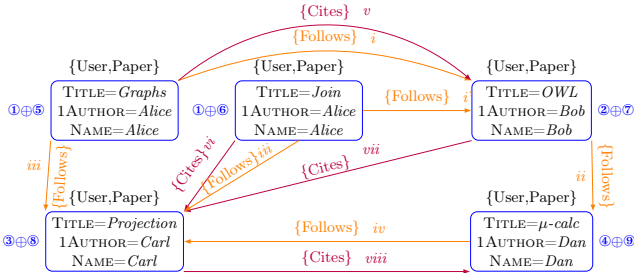 {Cites} v
{Follows} i
{User,Paper} {User,Paper} {User,Paper}
①⊕⑤ TITLE=Graphs
1AUTHOR=Alice
NAME=Alice
①⊕⑥ TITLE=Join
1AUTHOR=Alice
NAME=Alice
{Follows} i
TITLE=OWL
1AUTHOR=Bob
NAME=Bob
②⊕⑦
iii {Follows}
{Cites} vi
{Follows} iii
{Cites} vii
ii {Follows}
{User,Paper} {User,Paper}
③⊕⑧ TITLE=Projection
1AUTHOR=Carl
NAME=Carl
{Follows} iv
{Cites} viii
TITLE=μ-calc
1AUTHOR=Dan
NAME=Dan
④⊕⑨